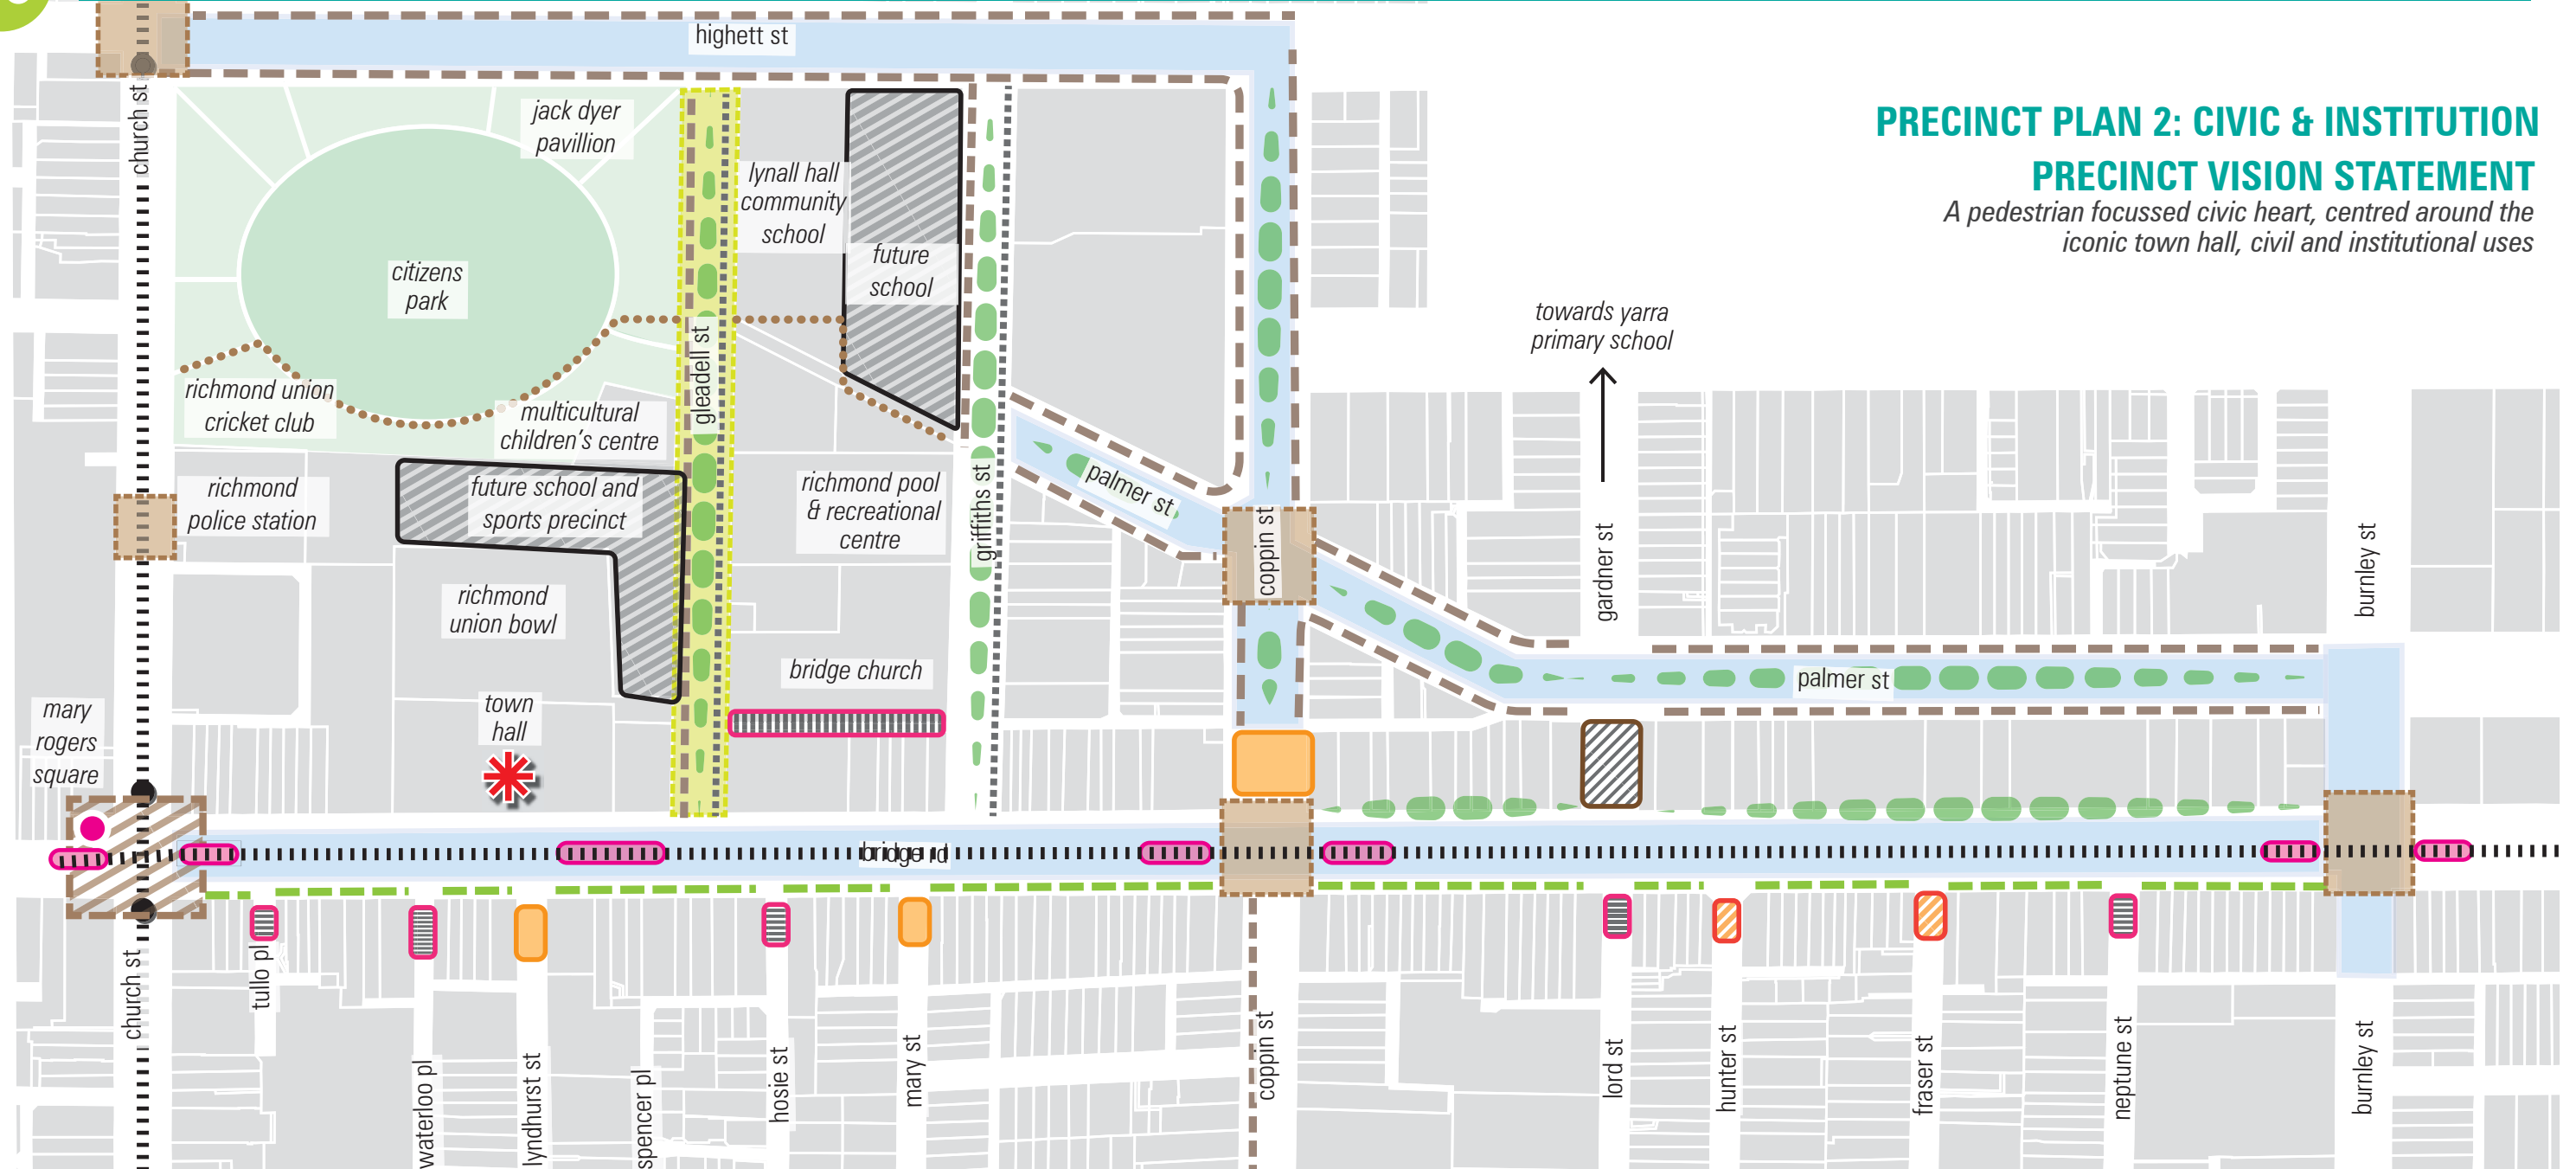 highett st
church st
jack dyer
pavillion
PRECINCT PLAN 2: CIVIC & INSTITUTION
PRECINCT VISION STATEMENT
A pedestrian focussed civic heart, centred around the
iconic town hall, civil and institutional uses
lynall hall
community
school
future
school
citizens
park
towards yarra
primary school
gleadell st
richmond union
cricket club
multicultural
children's centre
richmond
police station
future school and
sports precinct
richmond pool
& recreational
centre
griffiths st
palmer st
coppin st
gardner st
burnley st
richmond
union bowl
bridge church
palmer st
mary
rogers
square
town
hall
bridge rd
church st
tullo pl
waterloo pl
lyndhurst st
spencer pl
hosie st
mary st
coppin st
lord st
hunter st
fraser st
neptune st
burnley st